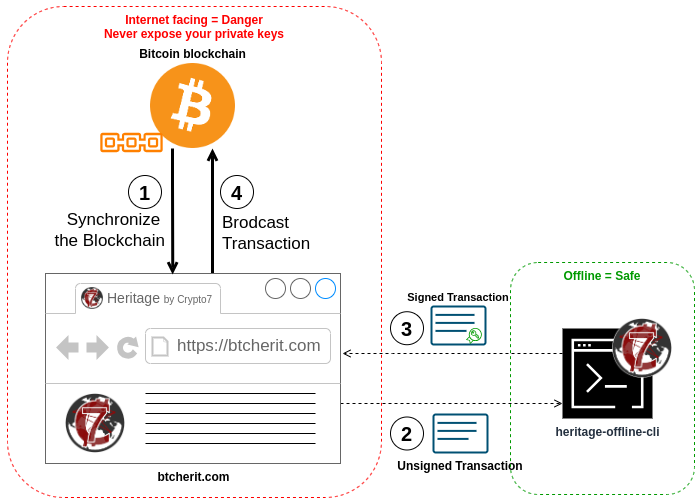 Internet facing = Danger
Never expose your private keys
Bitcoin blockchain
1
4
Synchronize
the Blockchain
Brodcast
Transaction
Heritage by Crypto7
https://btcherit.com
7
btcherit.com
Offline = Safe
Signed Transaction
3
heritage-offline-cli
2
Unsigned Transaction